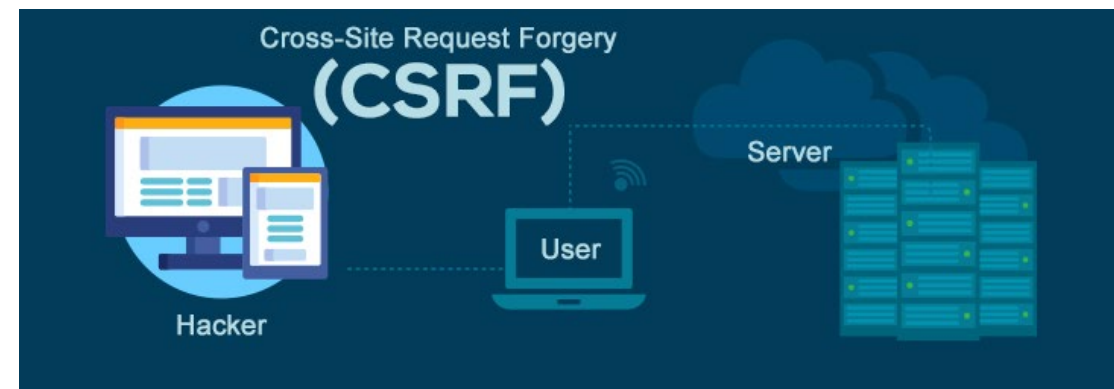 Cross-Site Request Forgery
(CSRF)
Server
User
Hacker